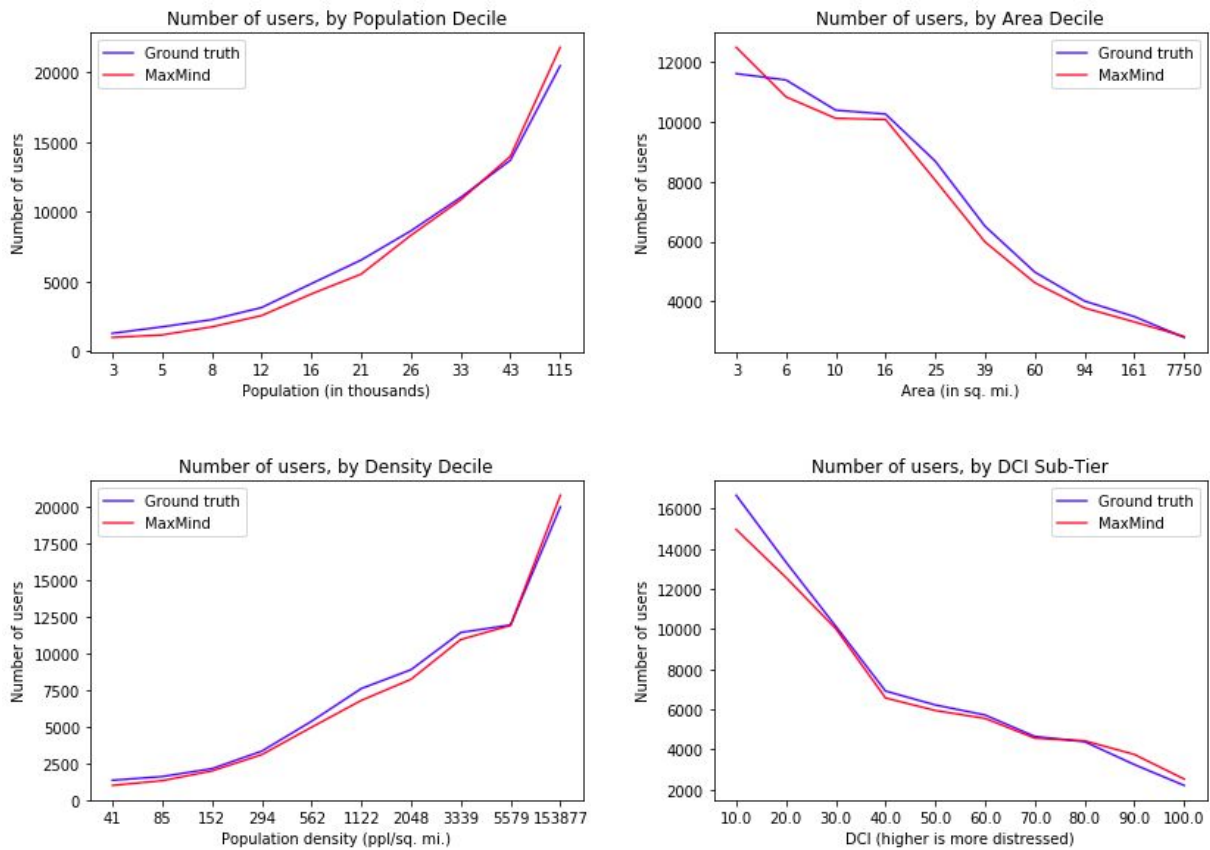 Number of users, by Population Decile
Ground truth
MaxMind
Number of users
20000
15000
10000
5000
0
3 5 8 12 16 21 26 33 43 115
Population (in thousands)
Number of users, by Area Decile
Ground truth
MaxMind
Number of users
12000
10000
8000
6000
4000
3 6 10 16 25 39 60 94 161 7750
Area (in sq. mi.)
Number of users, by Density Decile
Ground truth
MaxMind
Number of users
20000
17500
15000
12500
10000
7500
5000
2500
0
41 85 152 294 562 1122 2048 3339 5579 153877
Population density (ppl/sq. mi.)
Number of users, by DCI Sub-Tier
Ground truth
MaxMind
Number of users
16000
14000
12000
10000
8000
6000
4000
2000
10.0 20.0 30.0 40.0 50.0 60.0 70.0 80.0 90.0 100.0
DCI (higher is more distressed)